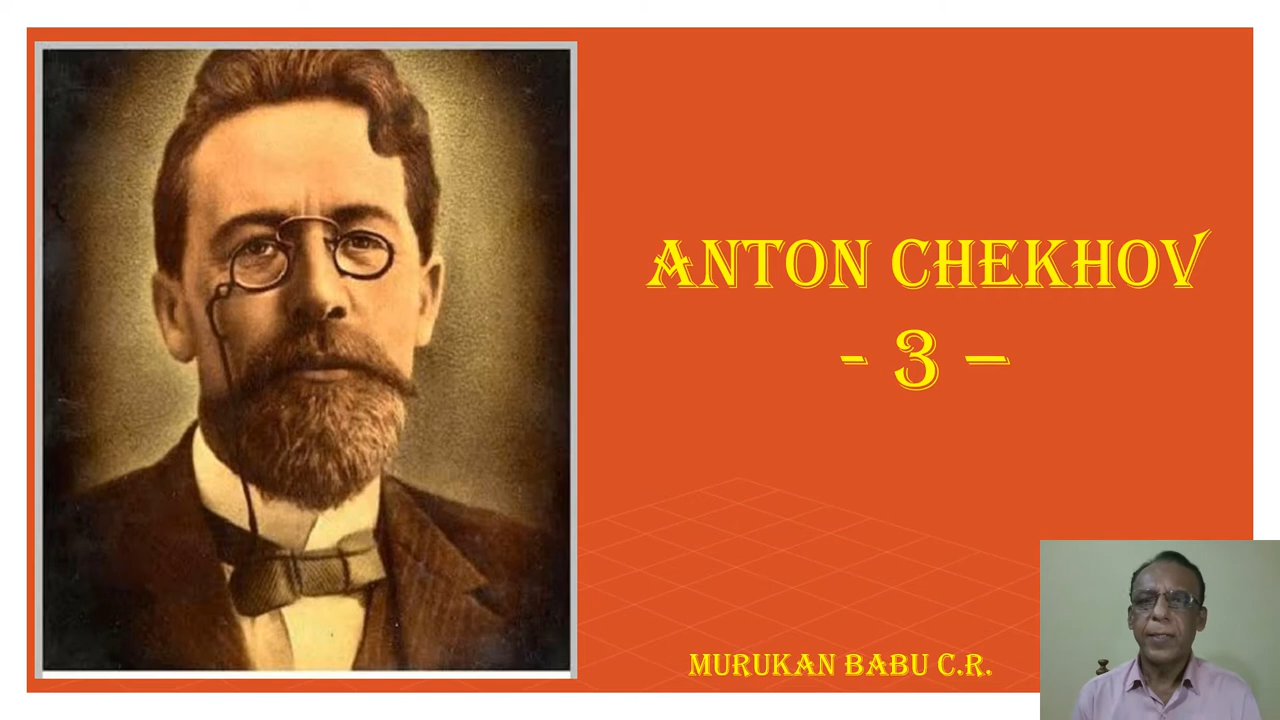 ANTON CHEKHOV
- 3 –
MURUKAN BABU C.R.